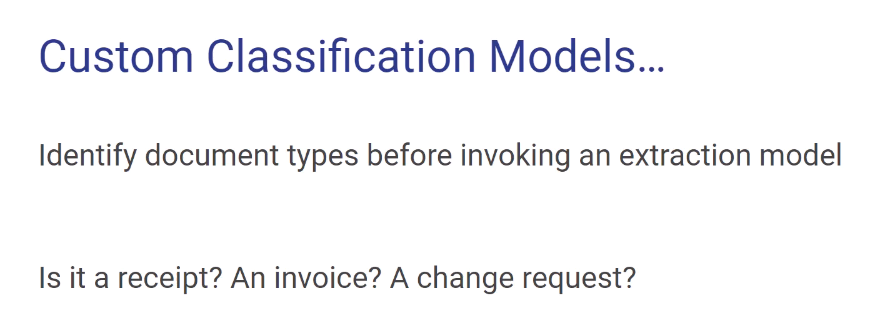 Custom Classification Models...
Identify document types before invoking an extraction model
Is it a receipt? An invoice? A change request?